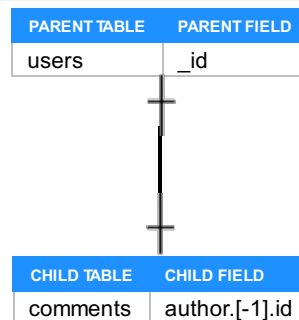 PARENT TABLE PARENT FIELD
users _id
CHILD TABLE CHILD FIELD
comments author.[-1].id